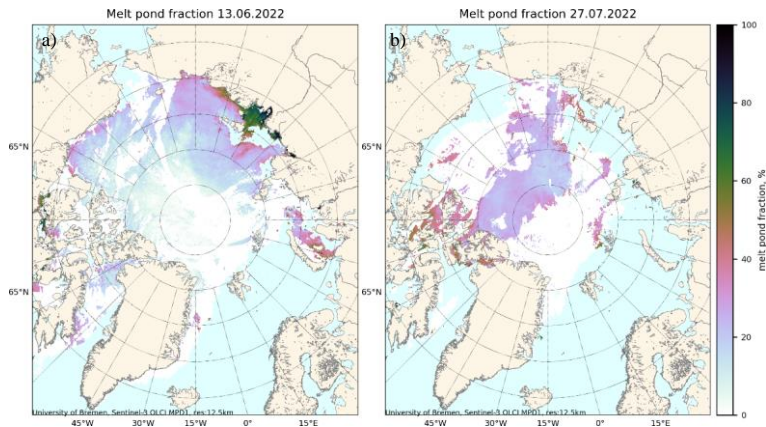 Melt pond fraction 13.06.2022
a)
65°N
65°N
University of Bremen, Sentinel-3 OLCI MPD1, res:12.5km
45°W 30°W 15°W 0°
Melt pond fraction 27.07.2022
b)
65°N
65°N
University of Bremen, Sentinel-3 OLCI MPD1, res:12.5km
45°W 30°W 15°W 0°
100
80
60
40
20
0
melt pond fraction, %